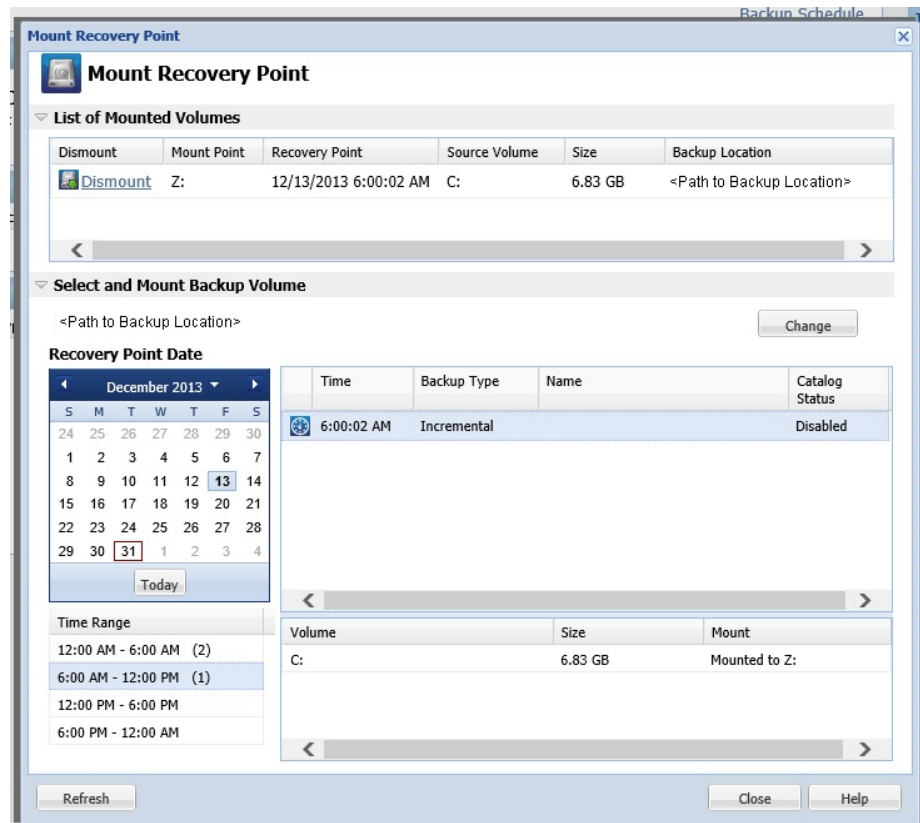 Backup Schedule
Mount Recovery Point
Mount Recovery Point
List of Mounted Volumes
Dismount Mount Point Recovery Point Source Volume Size Backup Location
Dismount Z: 12/13/2013 6:00:02 AM C: 6.83 GB <Path to Backup Location>
Select and Mount Backup Volume
<Path to Backup Location> Change
Recovery Point Date
December 2013
S M T W T F S
24 25 26 27 28 29 30
1 2 3 4 5 6 7
8 9 10 11 12 13 14
15 16 17 18 19 20 21
22 23 24 25 26 27 28
29 30 31 1 2 3 4
Today
Time Backup Type Name Catalog Status
6:00:02 AM Incremental Disabled
Time Range
12:00 AM - 6:00 AM (2)
6:00 AM - 12:00 PM (1)
12:00 PM - 6:00 PM
6:00 PM - 12:00 AM
Volume Size Mount
C: 6.83 GB Mounted to Z:
Refresh Close Help